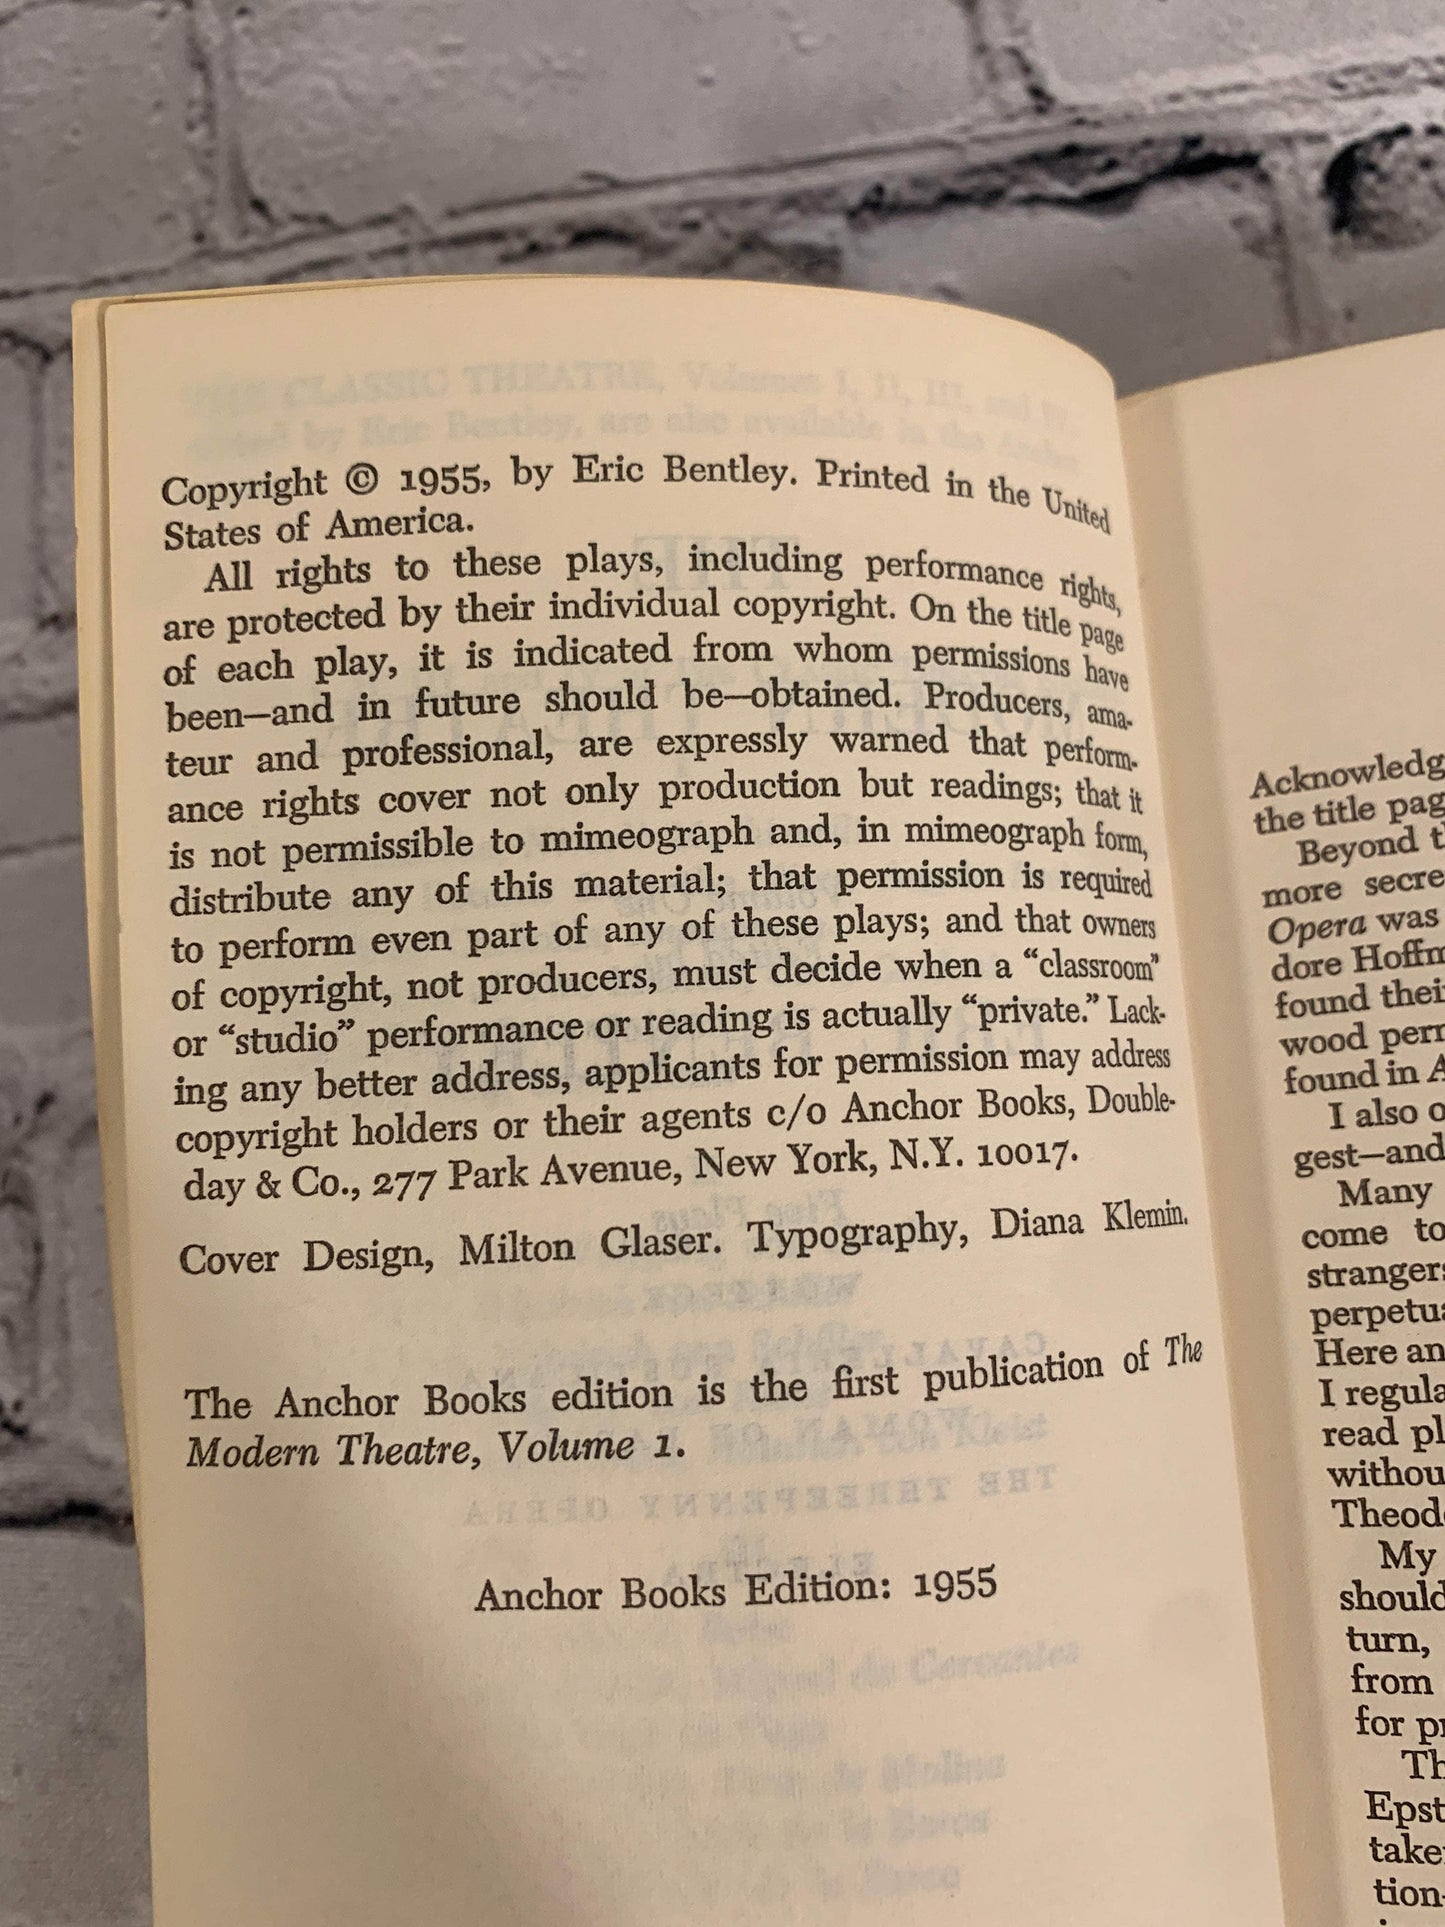 Copyright © 1955, by Eric Bentley. Printed in the United
States of America.
All rights to these plays, including performance rights,
are protected by their individual copyright. On the title page
of each play, it is indicated from whom permissions have
been—and in future should be—obtained. Producers, ama-
teur and professional, are expressly warned that perform-
ance rights cover not only production but readings; that it
is not permissible to mimeograph and, in mimeograph form,
distribute any of this material; that permission is required
to perform even part of any of these plays; and that owners
of copyright, not producers, must decide when a “classroom”
or “studio” performance or reading is actually “private.” Lack-
ing any better address, applicants for permission may address
copyright holders or their agents c/o Anchor Books, Double-
day & Co., 277 Park Avenue, New York, N.Y. 10017.
Cover Design, Milton Glaser. Typography, Diana Klemin.
The Anchor Books edition is the first publication of The
Modern Theatre, Volume 1.
Anchor Books Edition: 1955
Acknowledg
the title pag
Beyond t
more secre
Opera was
dore Hoffm
found thei
wood perr
found in A
I also o
gest—and
Many
come to
strangers
perpetua
Here an
I regula
read pl
withou
Theodo
My
should
turn,
from
for pr
Th
Epst
take
tion-